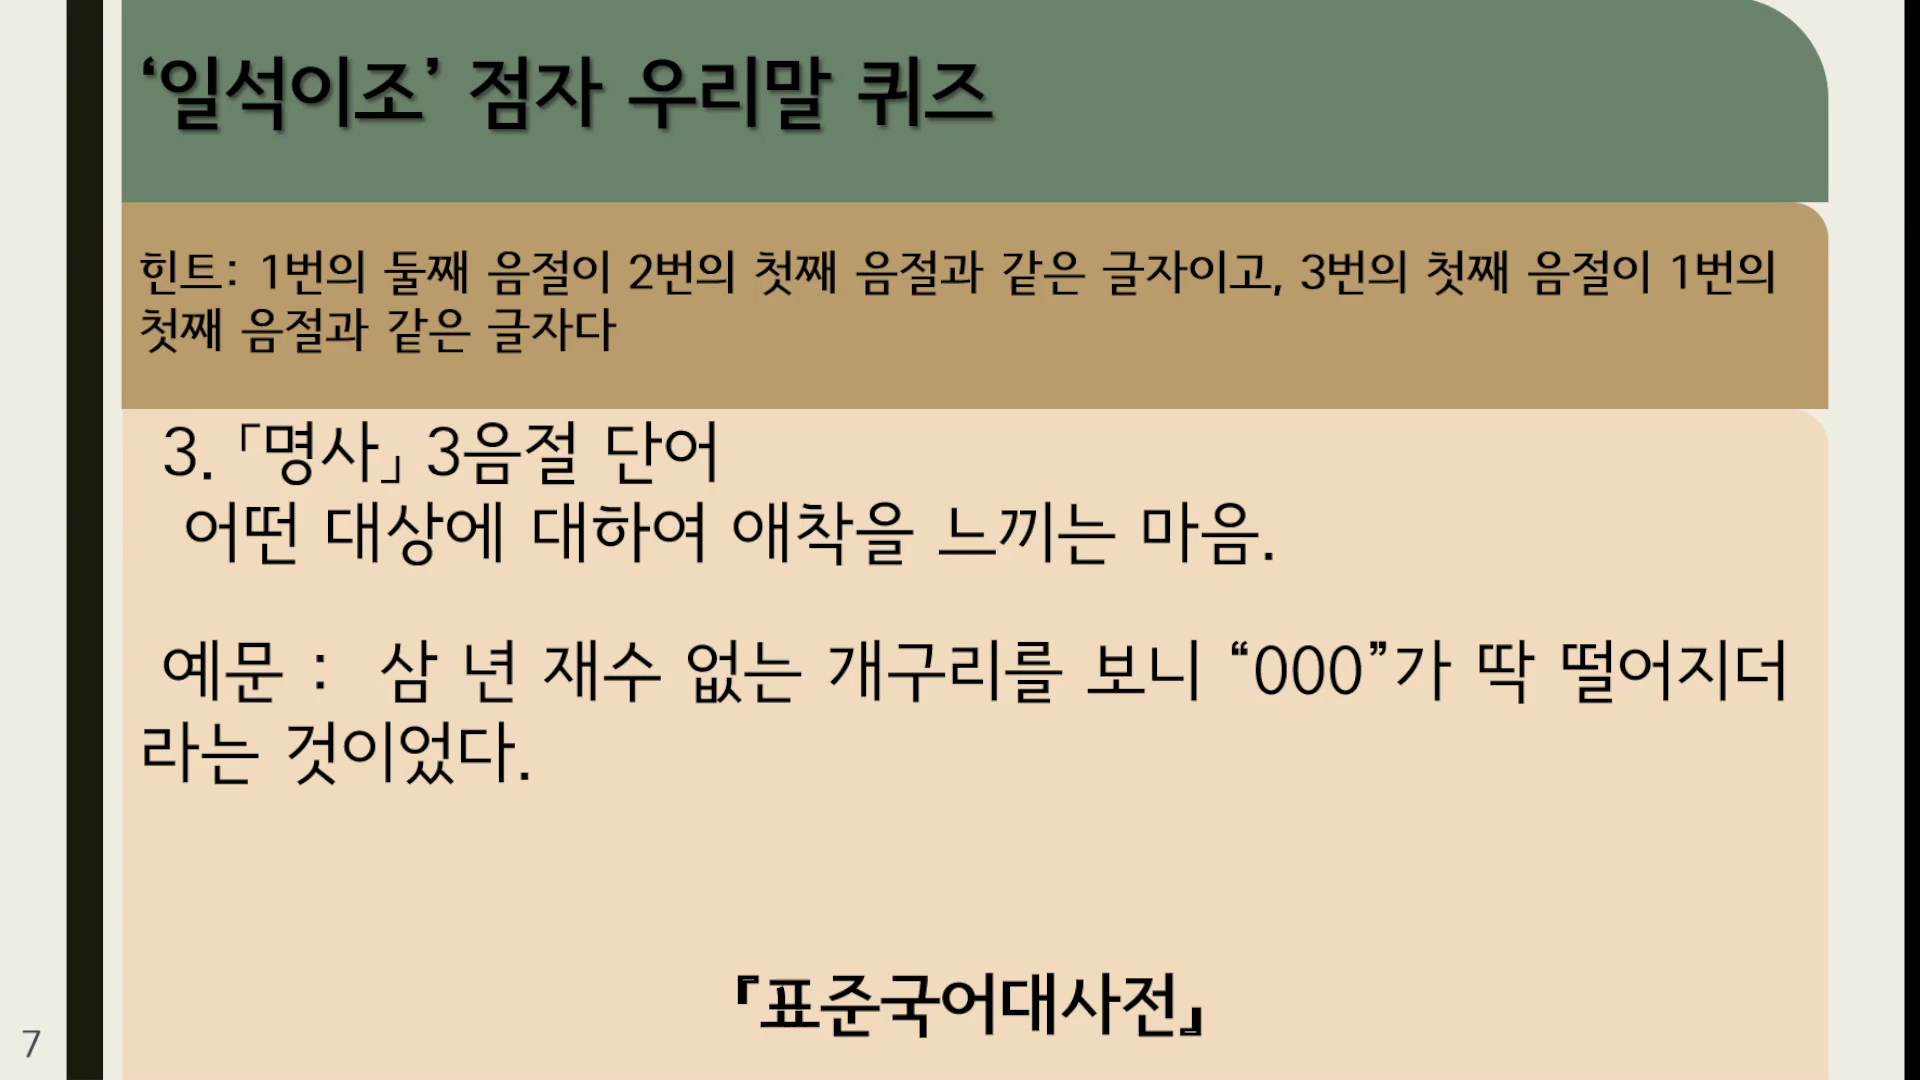 ‘일석이조’ 점자 우리말 퀴즈
힌트: 1번의 둘째 음절이 2번의 첫째 음절과 같은 글자이고, 3번의 첫째 음절이 1번의
첫째 음절과 같은 글자다
3. 「명사」 3음절 단어
어떤 대상에 대하여 애착을 느끼는 마음.
예문 : 삼 년 재수 없는 개구리를 보니 “000”가 딱 떨어지더
라는 것이었다.
『표준국어대사전』
7